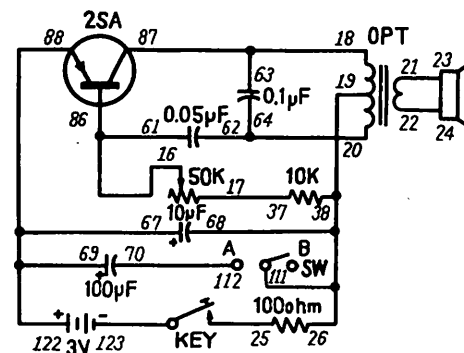 2SA
88 87 18 OPT
63 19 21 23
0.1µF
86 0.05µF 64
61 62 22 24
16 20
50K 10K
17
10µF 37 38
67 + 68
69 70 A B
+ 112 111 SW
100µF
100ohm
+ -
122 3V 123 KEY 25 26